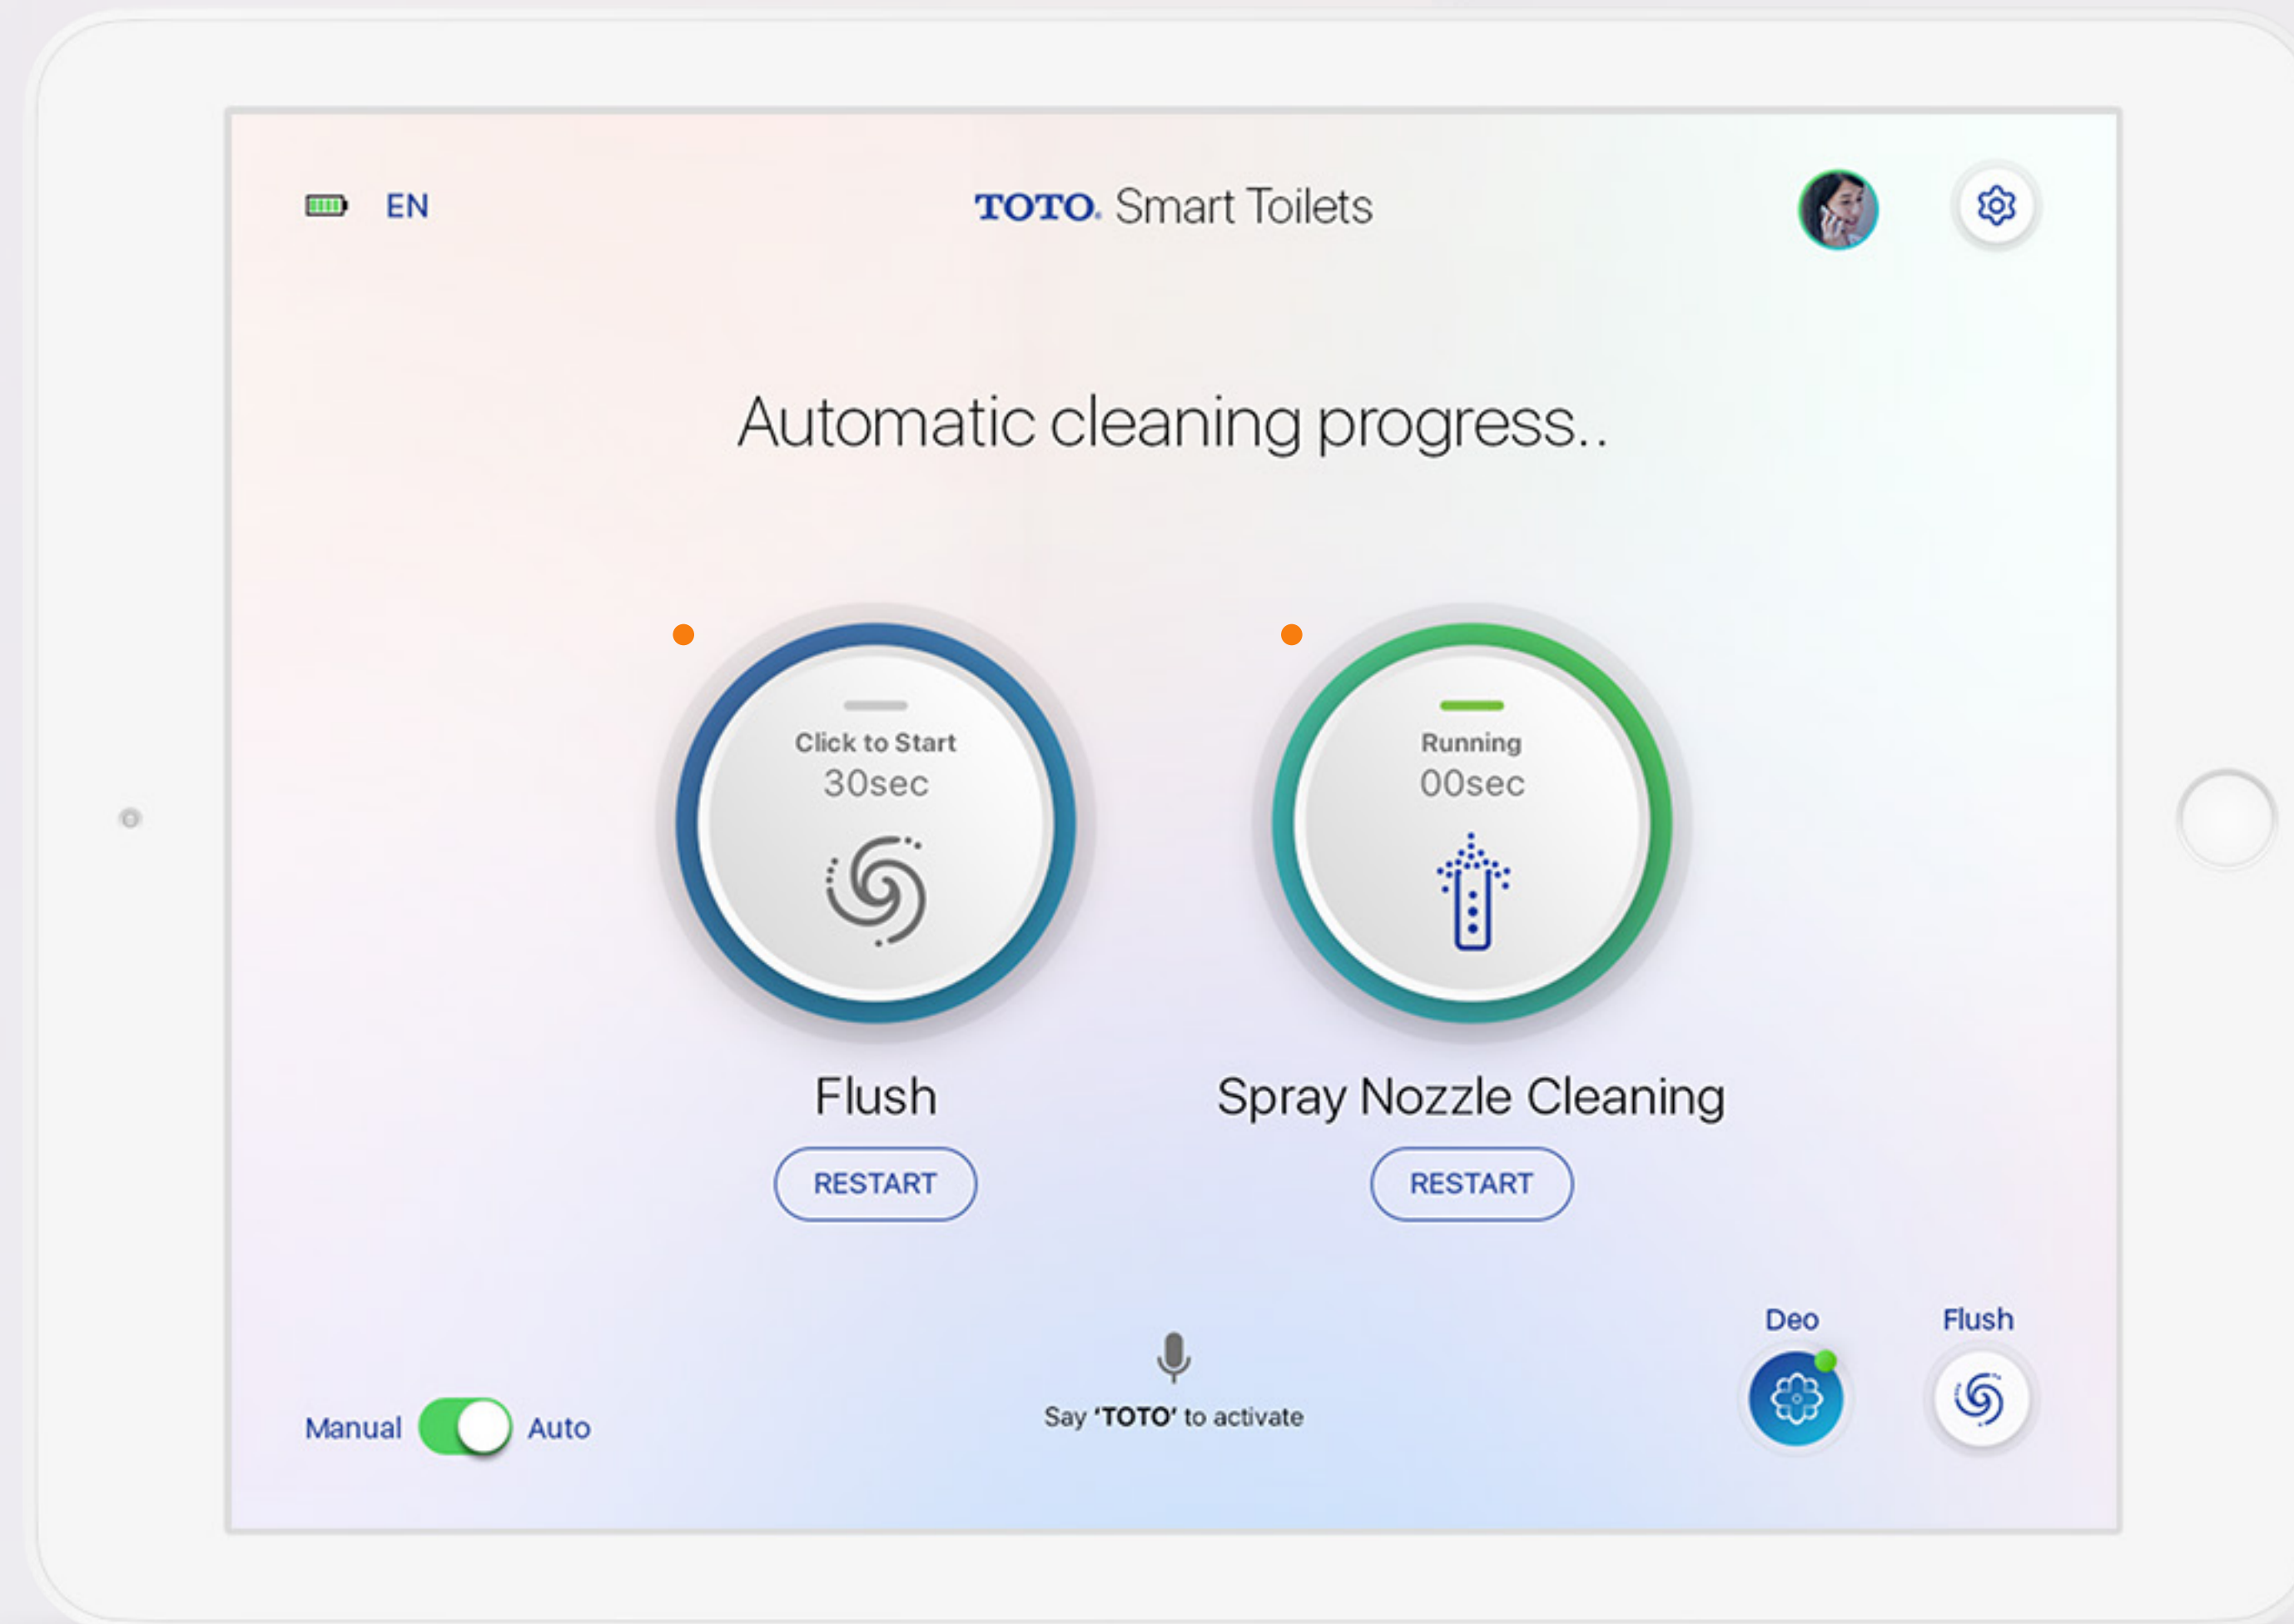 EN
TOTO. Smart Toilets
Automatic cleaning progress..
Click to Start
30sec
Running
00sec
Flush
Spray Nozzle Cleaning
RESTART
RESTART
Deo
Flush
Manual
Auto
Say ‘TOTO’ to activate